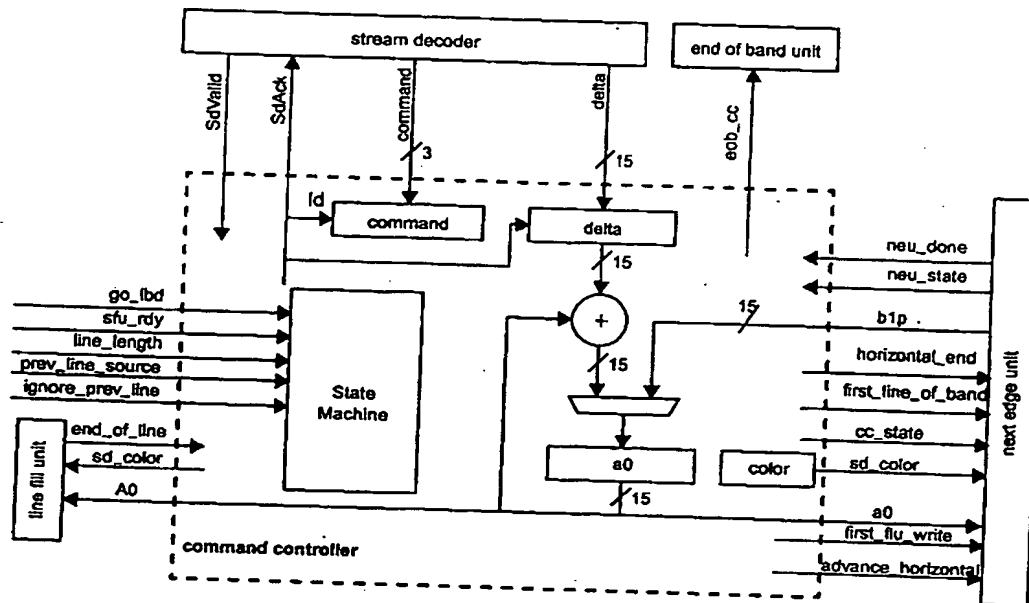 stream decoder
end of band unit
SdValid
SdAck
command
3
delta
15
eob_cc
ld
command
delta
15
neu_done
neu_state
15
b1p
go_lbd
sfu_rdy
line_length
prev_line_source
ignore_prev_line
State
Machine
+
15
horizontal_end
first_line_of_band
cc_state
sd_color
next edge unit
line fill unit
end_of_line
sd_color
A0
a0
color
15
a0
first_flu_write
advance_horizontal
command controller